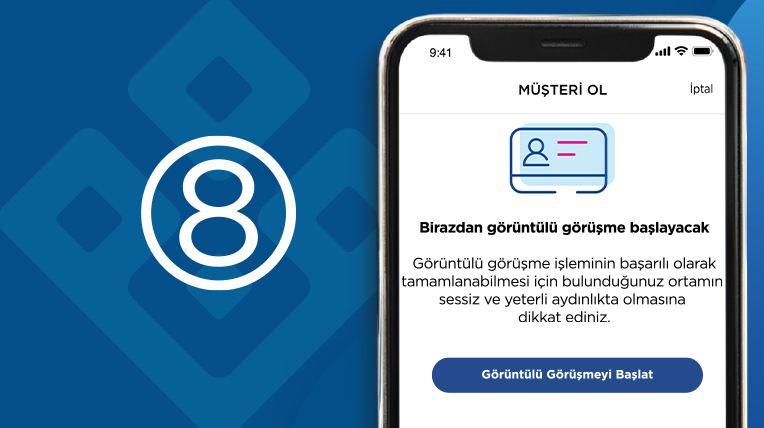 8
9:41
MÜŞTERİ OL
İptal
Birazdan görüntülü görüşme başlayacak
Görüntülü görüşme işleminin başarılı olarak
tamamlanabilmesi için bulunduğunuz ortamın
sessiz ve yeterli aydınlıkta olmasına
dikkat ediniz.
Görüntülü Görüşmeyi Başlat